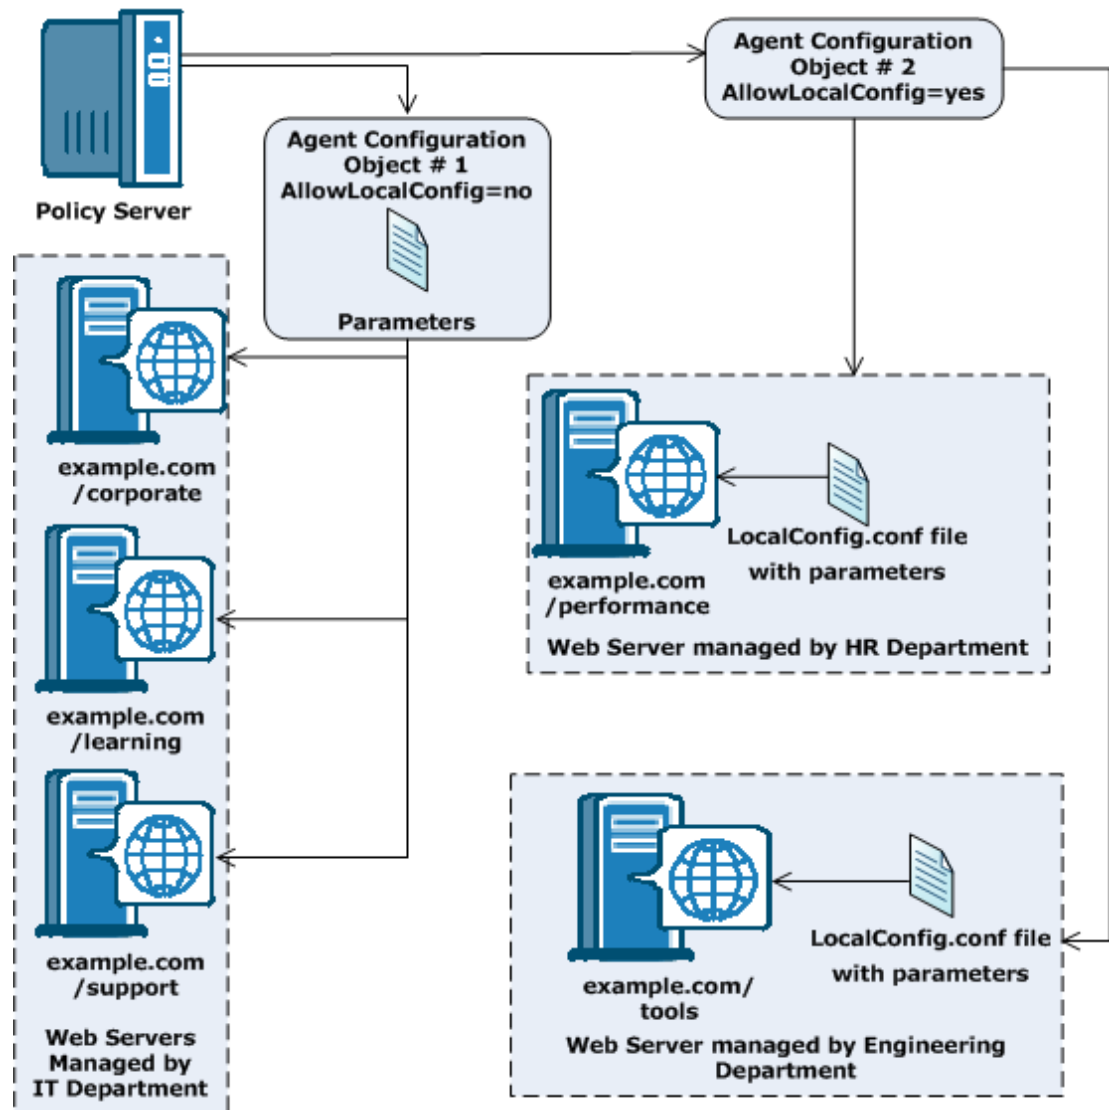 Policy Server
Agent Configuration
Object # 1
AllowLocalConfig=no
Parameters
Agent Configuration
Object # 2
AllowLocalConfig=yes
example.com
/corporate
example.com
/learning
example.com
/support
Web Servers
Managed by
IT Department
example.com
/performance
LocalConfig.conf file
with parameters
Web Server managed by HR Department
example.com/
tools
LocalConfig.conf file
with parameters
Web Server managed by Engineering
Department